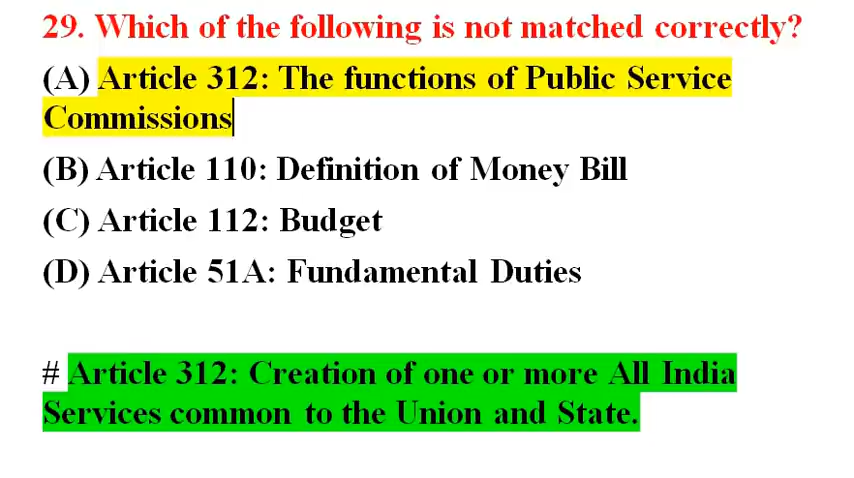 29. Which of the following is not matched correctly?
(A) Article 312: The functions of Public Service
Commissions
(B) Article 110: Definition of Money Bill
(C) Article 112: Budget
(D) Article 51A: Fundamental Duties
# Article 312: Creation of one or more All India
Services common to the Union and State.